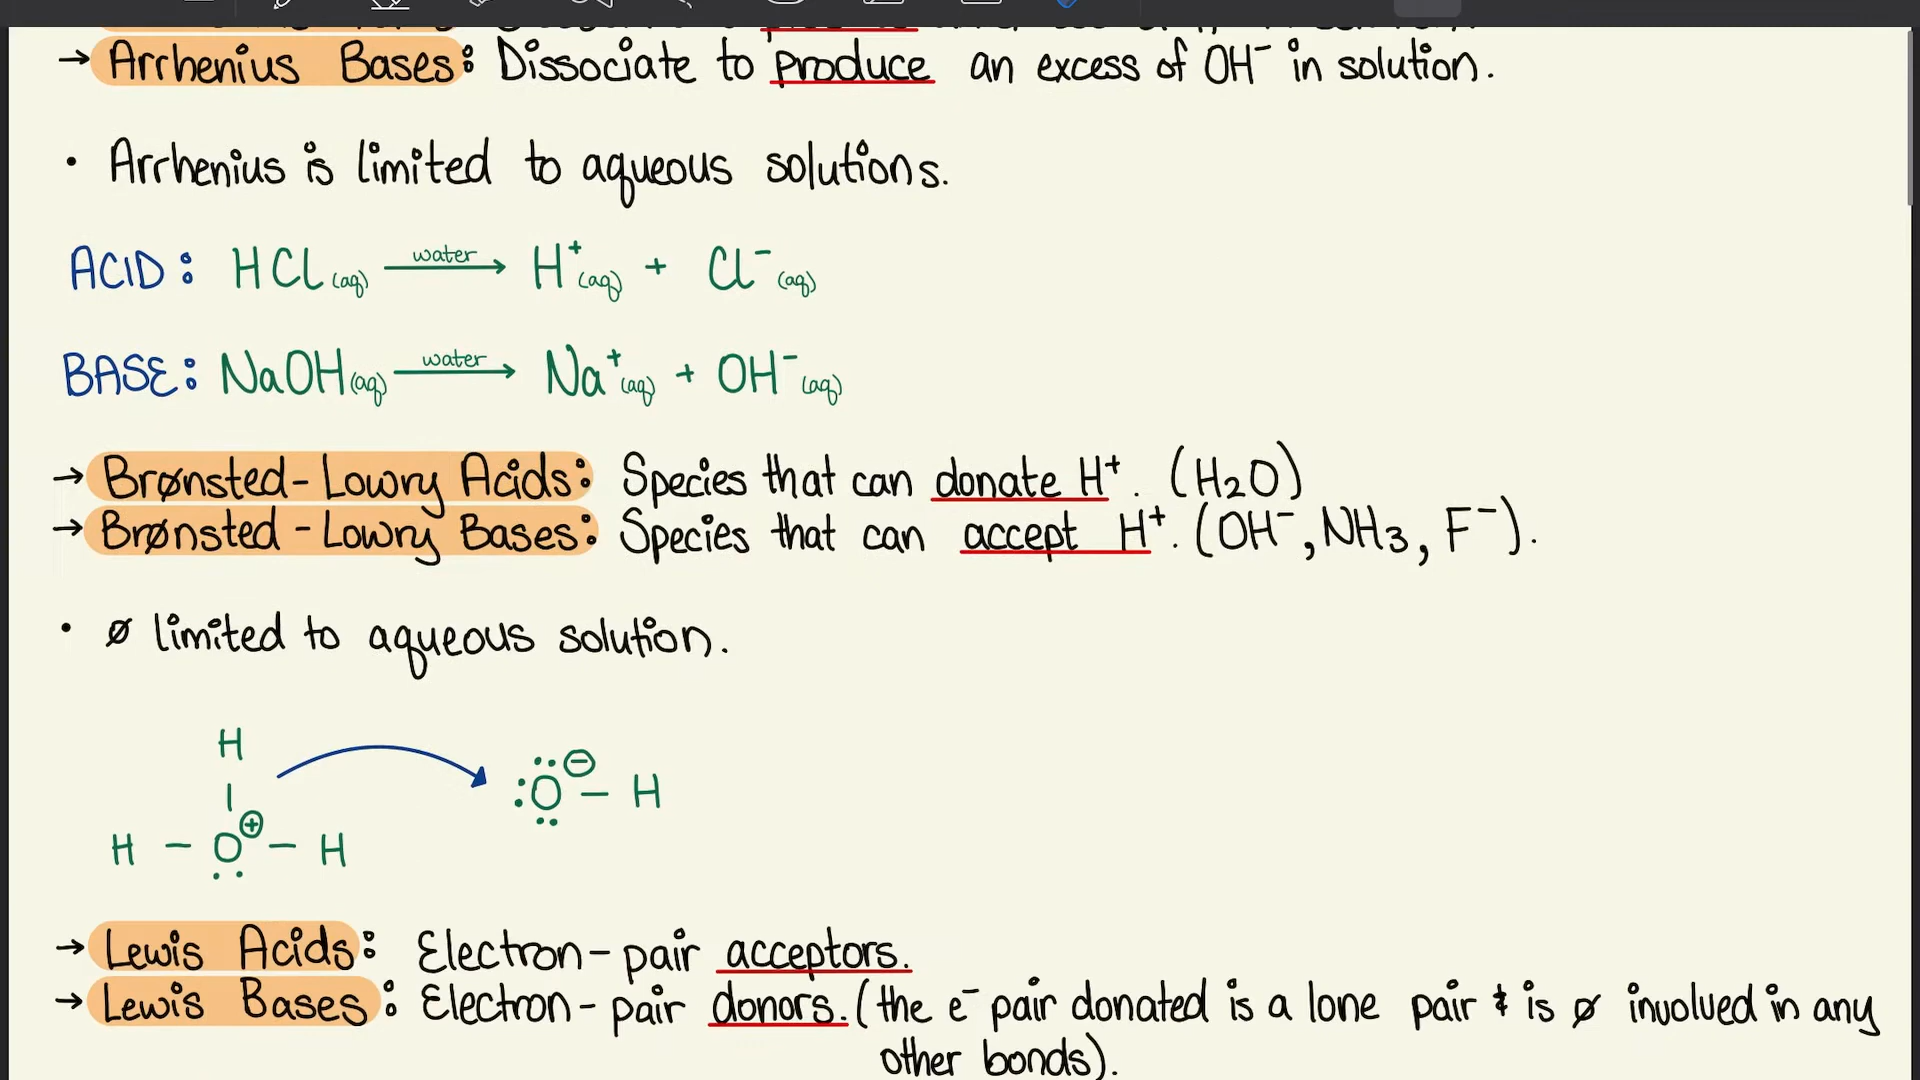 → Arrhenius Bases: Dissociate to produce an excess of OH⁻ in solution.
• Arrhenius is limited to aqueous solutions.
ACID: HCl(aq) —water→ H⁺(aq) + Cl⁻(aq)
BASE: NaOH(aq) —water→ Na⁺(aq) + OH⁻(aq)
→ Brønsted-Lowry Acids: Species that can donate H⁺. (H₂O)
→ Brønsted-Lowry Bases: Species that can accept H⁺. (OH⁻, NH₃, F⁻).
• ∅ limited to aqueous solution.
H
O ⊖ – H
H – O ⊕ – H
→ Lewis Acids: Electron-pair acceptors.
→ Lewis Bases: Electron-pair donors. (the e⁻ pair donated is a lone pair & is ∅ involved in any
other bonds).